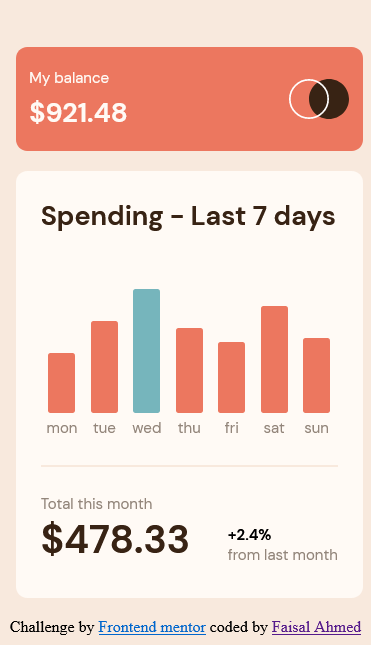 My balance
$921.48
Spending - Last 7 days
mon tue wed thu fri sat sun
Total this month
$478.33
+2.4%
from last month
Challenge by Frontend mentor coded by Faisal Ahmed